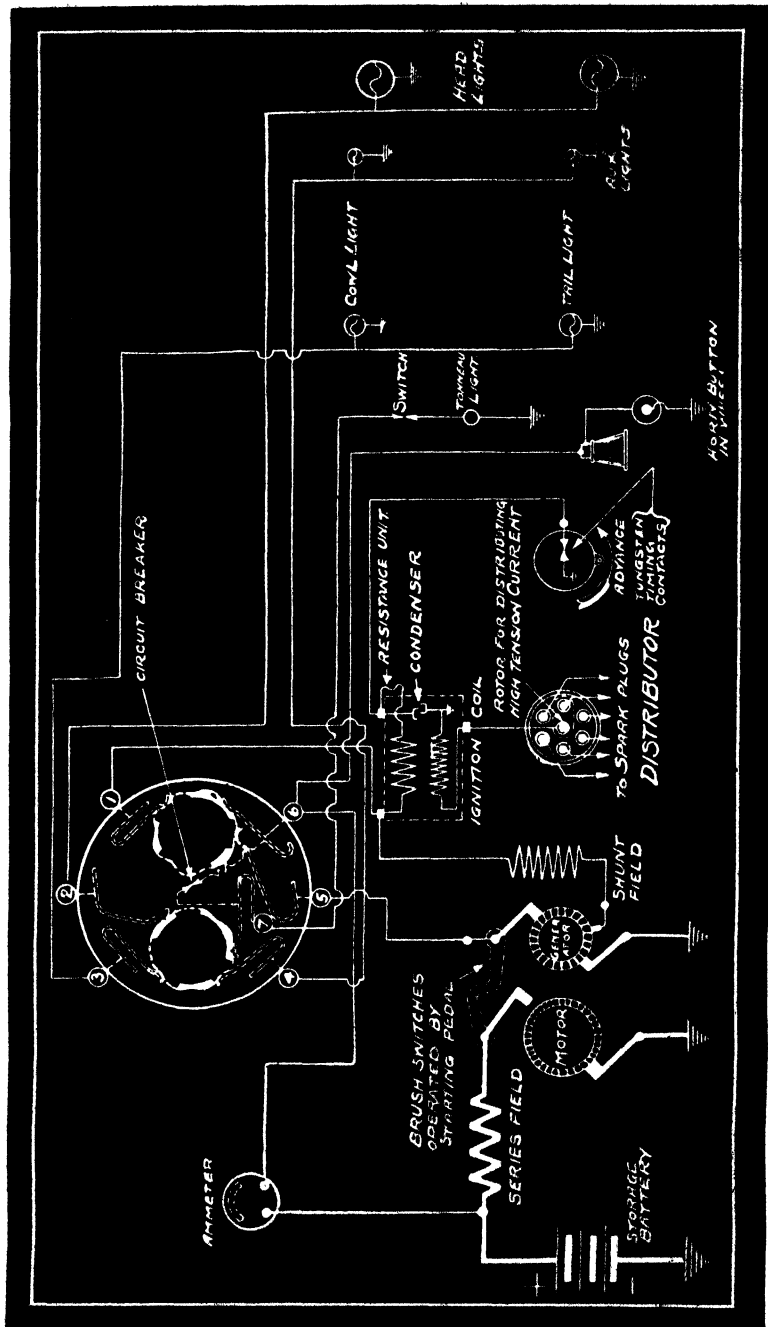 HEAD
LIGHTS
AUX
LIGHTS
COWL LIGHT
TAIL LIGHT
SWITCH
TONNEAU
LIGHT
HORN BUTTON
IN WHEEL
CIRCUIT BREAKER
RESISTANCE UNIT
CONDENSER
IGNITION COIL
ROTOR FOR DISTRIBUTING
HIGH TENSION CURRENT
ADVANCE
TUNGSTEN
TIMING
CONTACTS
TO SPARK PLUGS
DISTRIBUTOR
1
2
3
4
5
6
7
SHUNT
FIELD
GENER
ATOR
MOTOR
BRUSH SWITCHES
OPERATED BY
STARTING PEDAL
SERIES FIELD
AMMETER
STORAGE
BATTERY
+
-